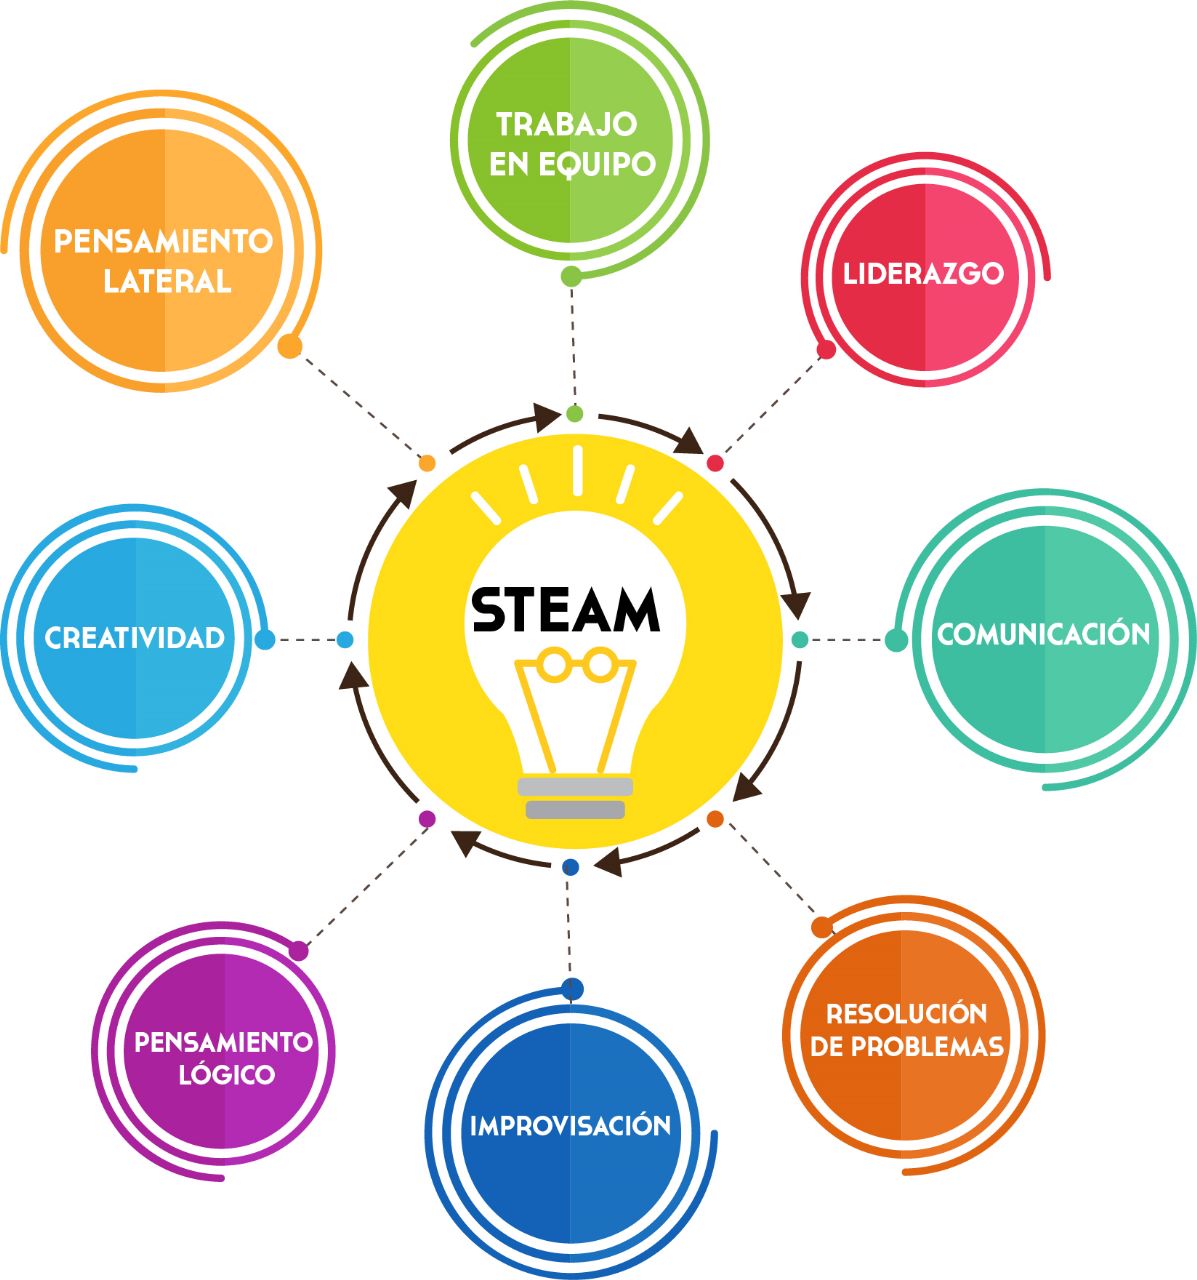 TRABAJO
EN EQUIPO
PENSAMIENTO
LATERAL
LIDERAZGO
STEAM
CREATIVIDAD
COMUNICACIÓN
RESOLUCIÓN
DE PROBLEMAS
PENSAMIENTO
LÓGICO
IMPROVISACIÓN